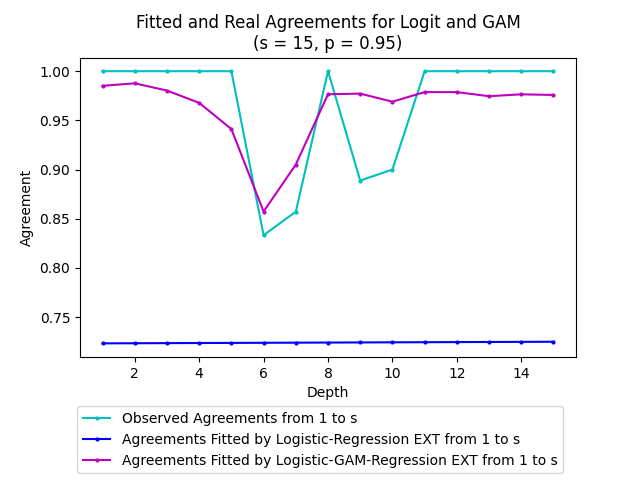 Fitted and Real Agreements for Logit and GAM
(s = 15, p = 0.95)
1.00
0.95
0.90
0.85
0.80
0.75
Agreement
2 4 6 8 10 12 14
Depth
Observed Agreements from 1 to s
Agreements Fitted by Logistic-Regression EXT from 1 to s
Agreements Fitted by Logistic-GAM-Regression EXT from 1 to s